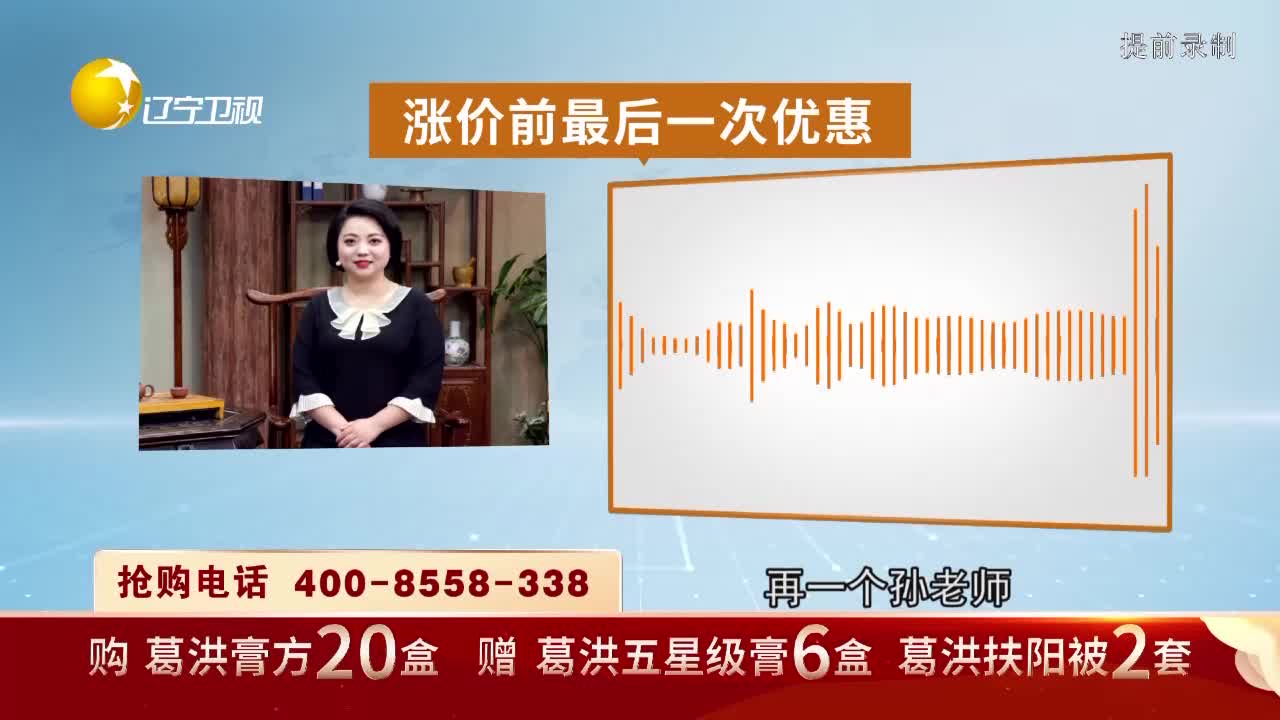 提前录制
辽宁卫视
涨价前最后一次优惠
再一个孙老师
抢购电话 400-8558-338
购 葛洪膏方20盒 赠 葛洪五星级膏6盒 葛洪扶阳被2套